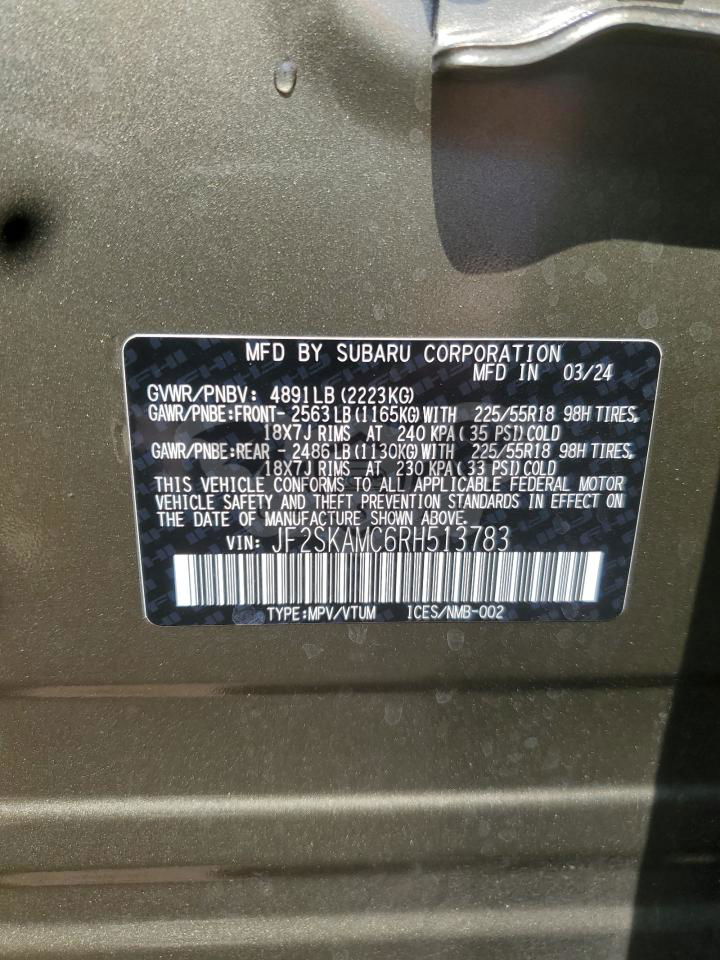 MFD BY SUBARU CORPORATION
MFD IN 03/24
GVWR/PNBV: 4891LB (2223KG)
GAWR/PNBE:FRONT- 2563LB(1165KG)WITH 225/55R18 98H TIRES,
18X7J RIMS AT 240 KPA( 35 PSI)COLD
GAWR/PNBE:REAR - 2486LB(1130KG)WITH 225/55R18 98H TIRES,
18X7J RIMS AT 230 KPA( 33 PSI)COLD
THIS VEHICLE CONFORMS TO ALL APPLICABLE FEDERAL MOTOR
VEHICLE SAFETY AND THEFT PREVENTION STANDARDS IN EFFECT ON
THE DATE OF MANUFACTURE SHOWN ABOVE.
VIN: JF2SKAMC6RH513783
TYPE:MPV/VTUM ICES/NMB-002